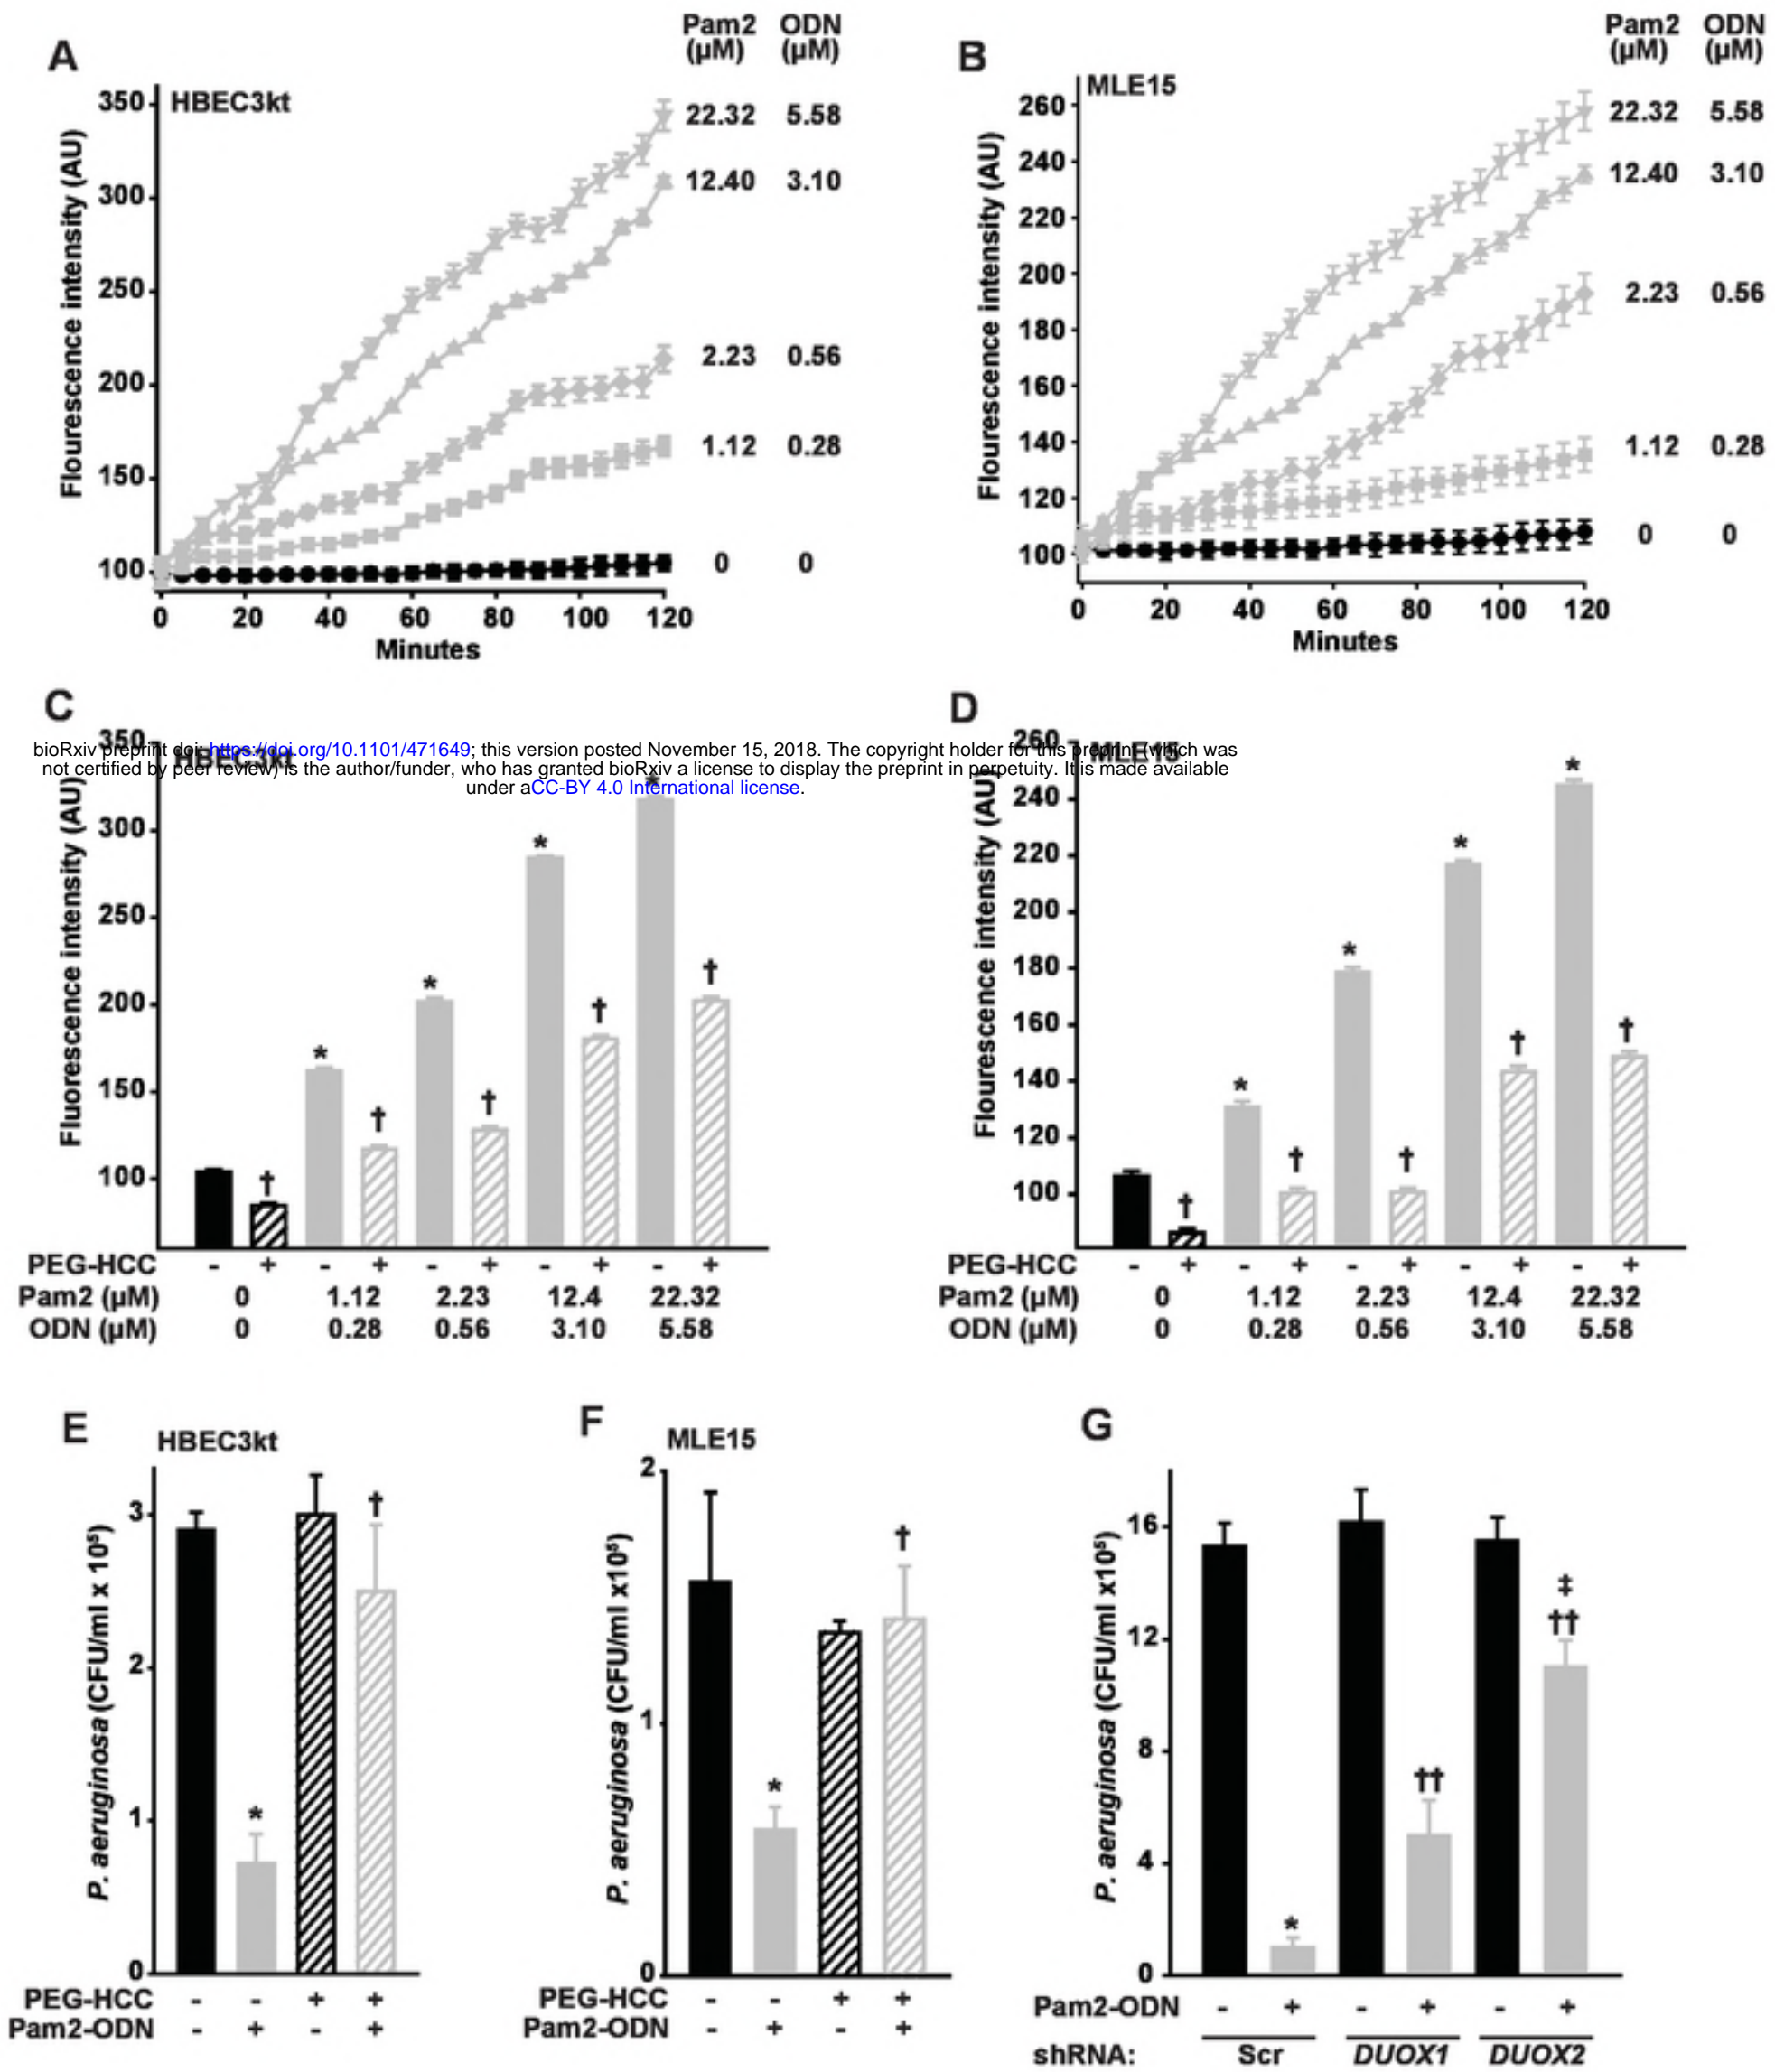 Pam2 ODN
(µM) (µM)
A
HBEC3kt
Flourescence intensity (AU)
350
300
250
200
150
100
22.32 5.58
12.40 3.10
2.23 0.56
1.12 0.28
0 0
0 20 40 60 80 100 120
Minutes
Pam2 ODN
(µM) (µM)
B
MLE15
Flourescence intensity (AU)
260
240
220
200
180
160
140
120
100
22.32 5.58
12.40 3.10
2.23 0.56
1.12 0.28
0 0
0 20 40 60 80 100 120
Minutes
bioRxiv preprint doi: https://doi.org/10.1101/471649; this version posted November 15, 2018. The copyright holder for this preprint (which was
not certified by peer review) is the author/funder, who has granted bioRxiv a license to display the preprint in perpetuity. It is made available
under aCC-BY 4.0 International license.
C
HBEC3kt
Fluorescence intensity (AU)
350
300
250
200
150
100
* * * *
† † † † †
PEG-HCC - + - + - + - + - +
Pam2 (µM) 0 1.12 2.23 12.4 22.32
ODN (µM) 0 0.28 0.56 3.10 5.58
D
MLE15
Flourescence intensity (AU)
260
240
220
200
180
160
140
120
100
* * * *
† † † † †
PEG-HCC - + - + - + - + - +
Pam2 (µM) 0 1.12 2.23 12.4 22.32
ODN (µM) 0 0.28 0.56 3.10 5.58
E
HBEC3kt
P. aeruginosa (CFU/ml x 10⁵)
3
2
1
0
* †
PEG-HCC - - + +
Pam2-ODN - + - +
F
MLE15
P. aeruginosa (CFU/ml x10⁵)
2
1
0
* †
PEG-HCC - - + +
Pam2-ODN - + - +
G
P. aeruginosa (CFU/ml x10⁵)
16
12
8
4
0
‡
* †† ††
Pam2-ODN - + - + - +
shRNA: Scr DUOX1 DUOX2